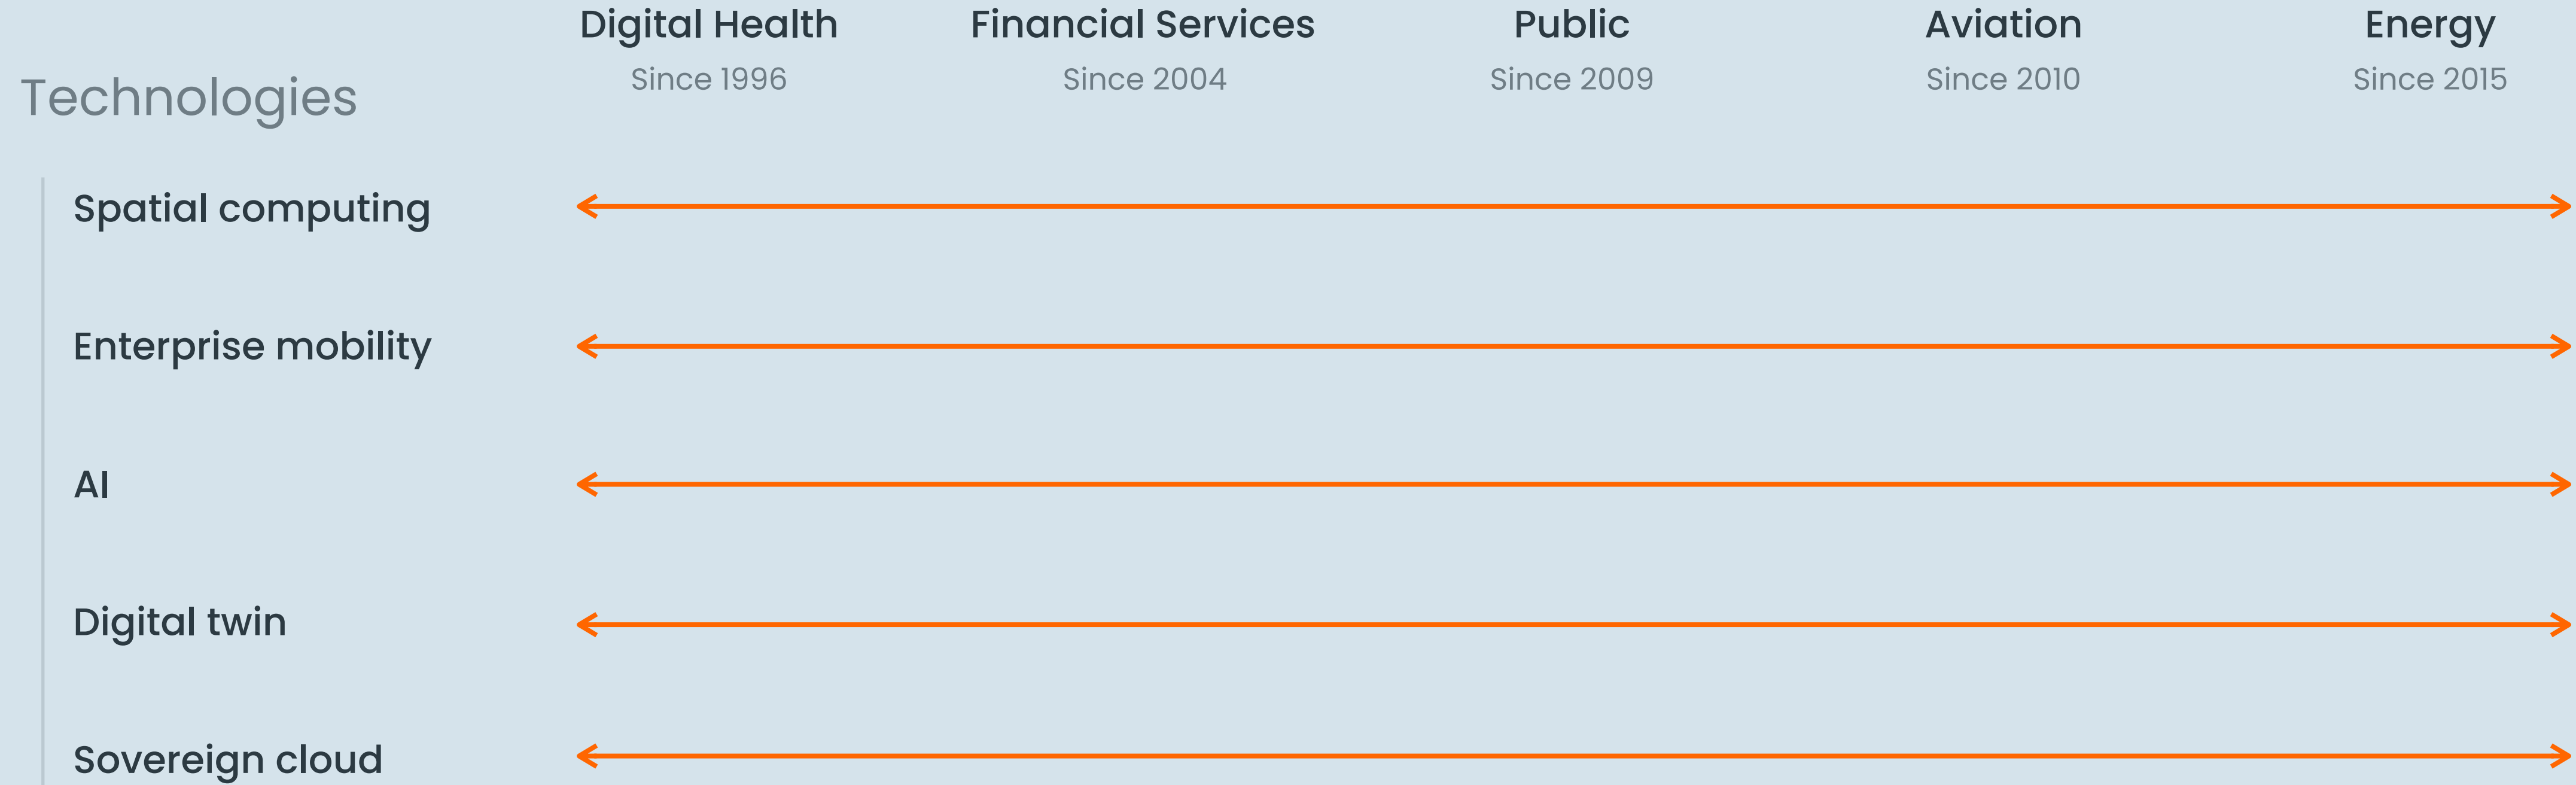 Digital Health
Financial Services
Public
Aviation
Energy
Since 1996
Since 2004
Since 2009
Since 2010
Since 2015
Technologies
Spatial computing
Enterprise mobility
AI
Digital twin
Sovereign cloud